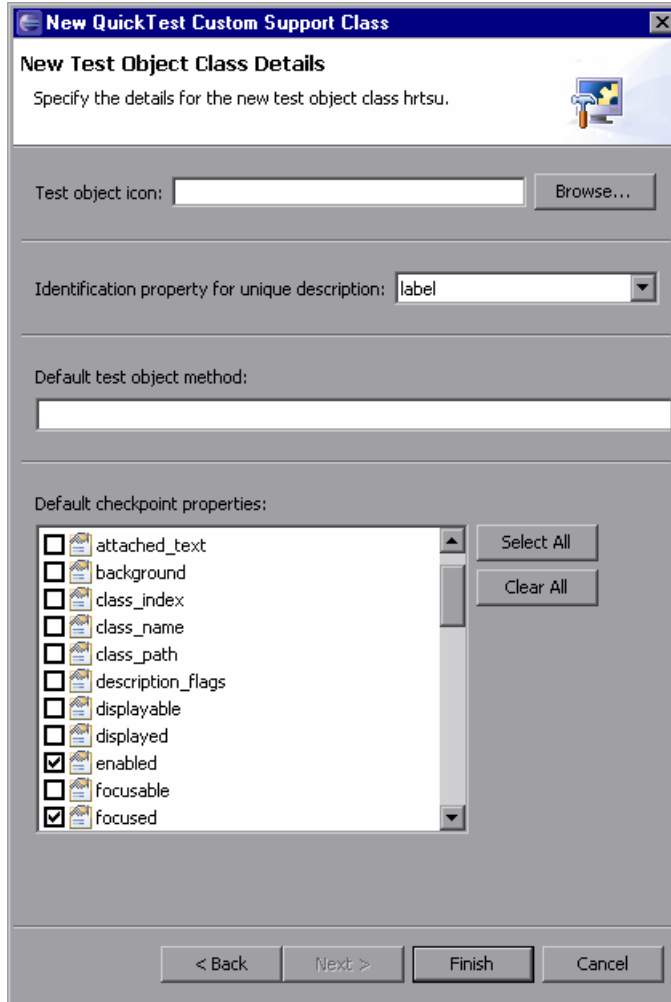 New QuickTest Custom Support Class
New Test Object Class Details
Specify the details for the new test object class hrtsu.
Test object icon:
Browse...
Identification property for unique description:
label
Default test object method:
Default checkpoint properties:
attached_text
background
class_index
class_name
class_path
description_flags
displayable
displayed
enabled
focusable
focused
Select All
Clear All
< Back
Next >
Finish
Cancel